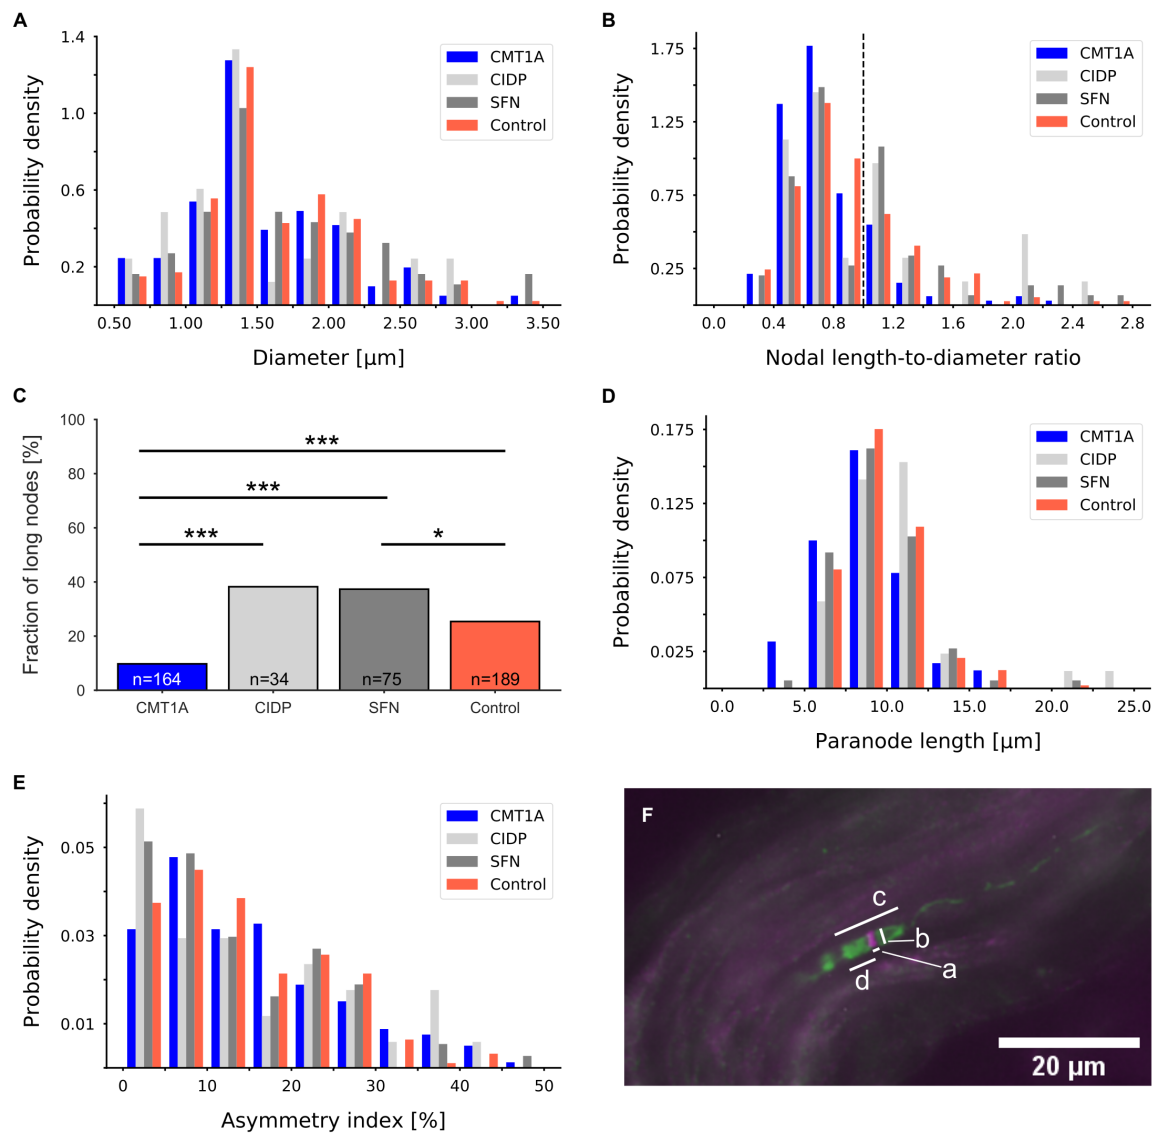 A
Probability density
1.4
1.0
0.6
0.2
0.50
1.00
1.50
2.00
2.50
3.00
3.50
Diameter [µm]
CMT1A
CIDP
SFN
Control
B
Probability density
1.75
1.25
0.75
0.25
0.0
0.4
0.8
1.2
1.6
2.0
2.4
2.8
Nodal length-to-diameter ratio
CMT1A
CIDP
SFN
Control
C
Fraction of long nodes [%]
100
80
60
40
20
0
***
***
***
*
n=164
n=34
n=75
n=189
CMT1A
CIDP
SFN
Control
D
Probability density
0.175
0.125
0.075
0.025
0.0
5.0
10.0
15.0
20.0
25.0
Paranode length [µm]
CMT1A
CIDP
SFN
Control
E
Probability density
0.05
0.03
0.01
0
10
20
30
40
50
Asymmetry index [%]
CMT1A
CIDP
SFN
Control
F
c
b
a
d
20 µm